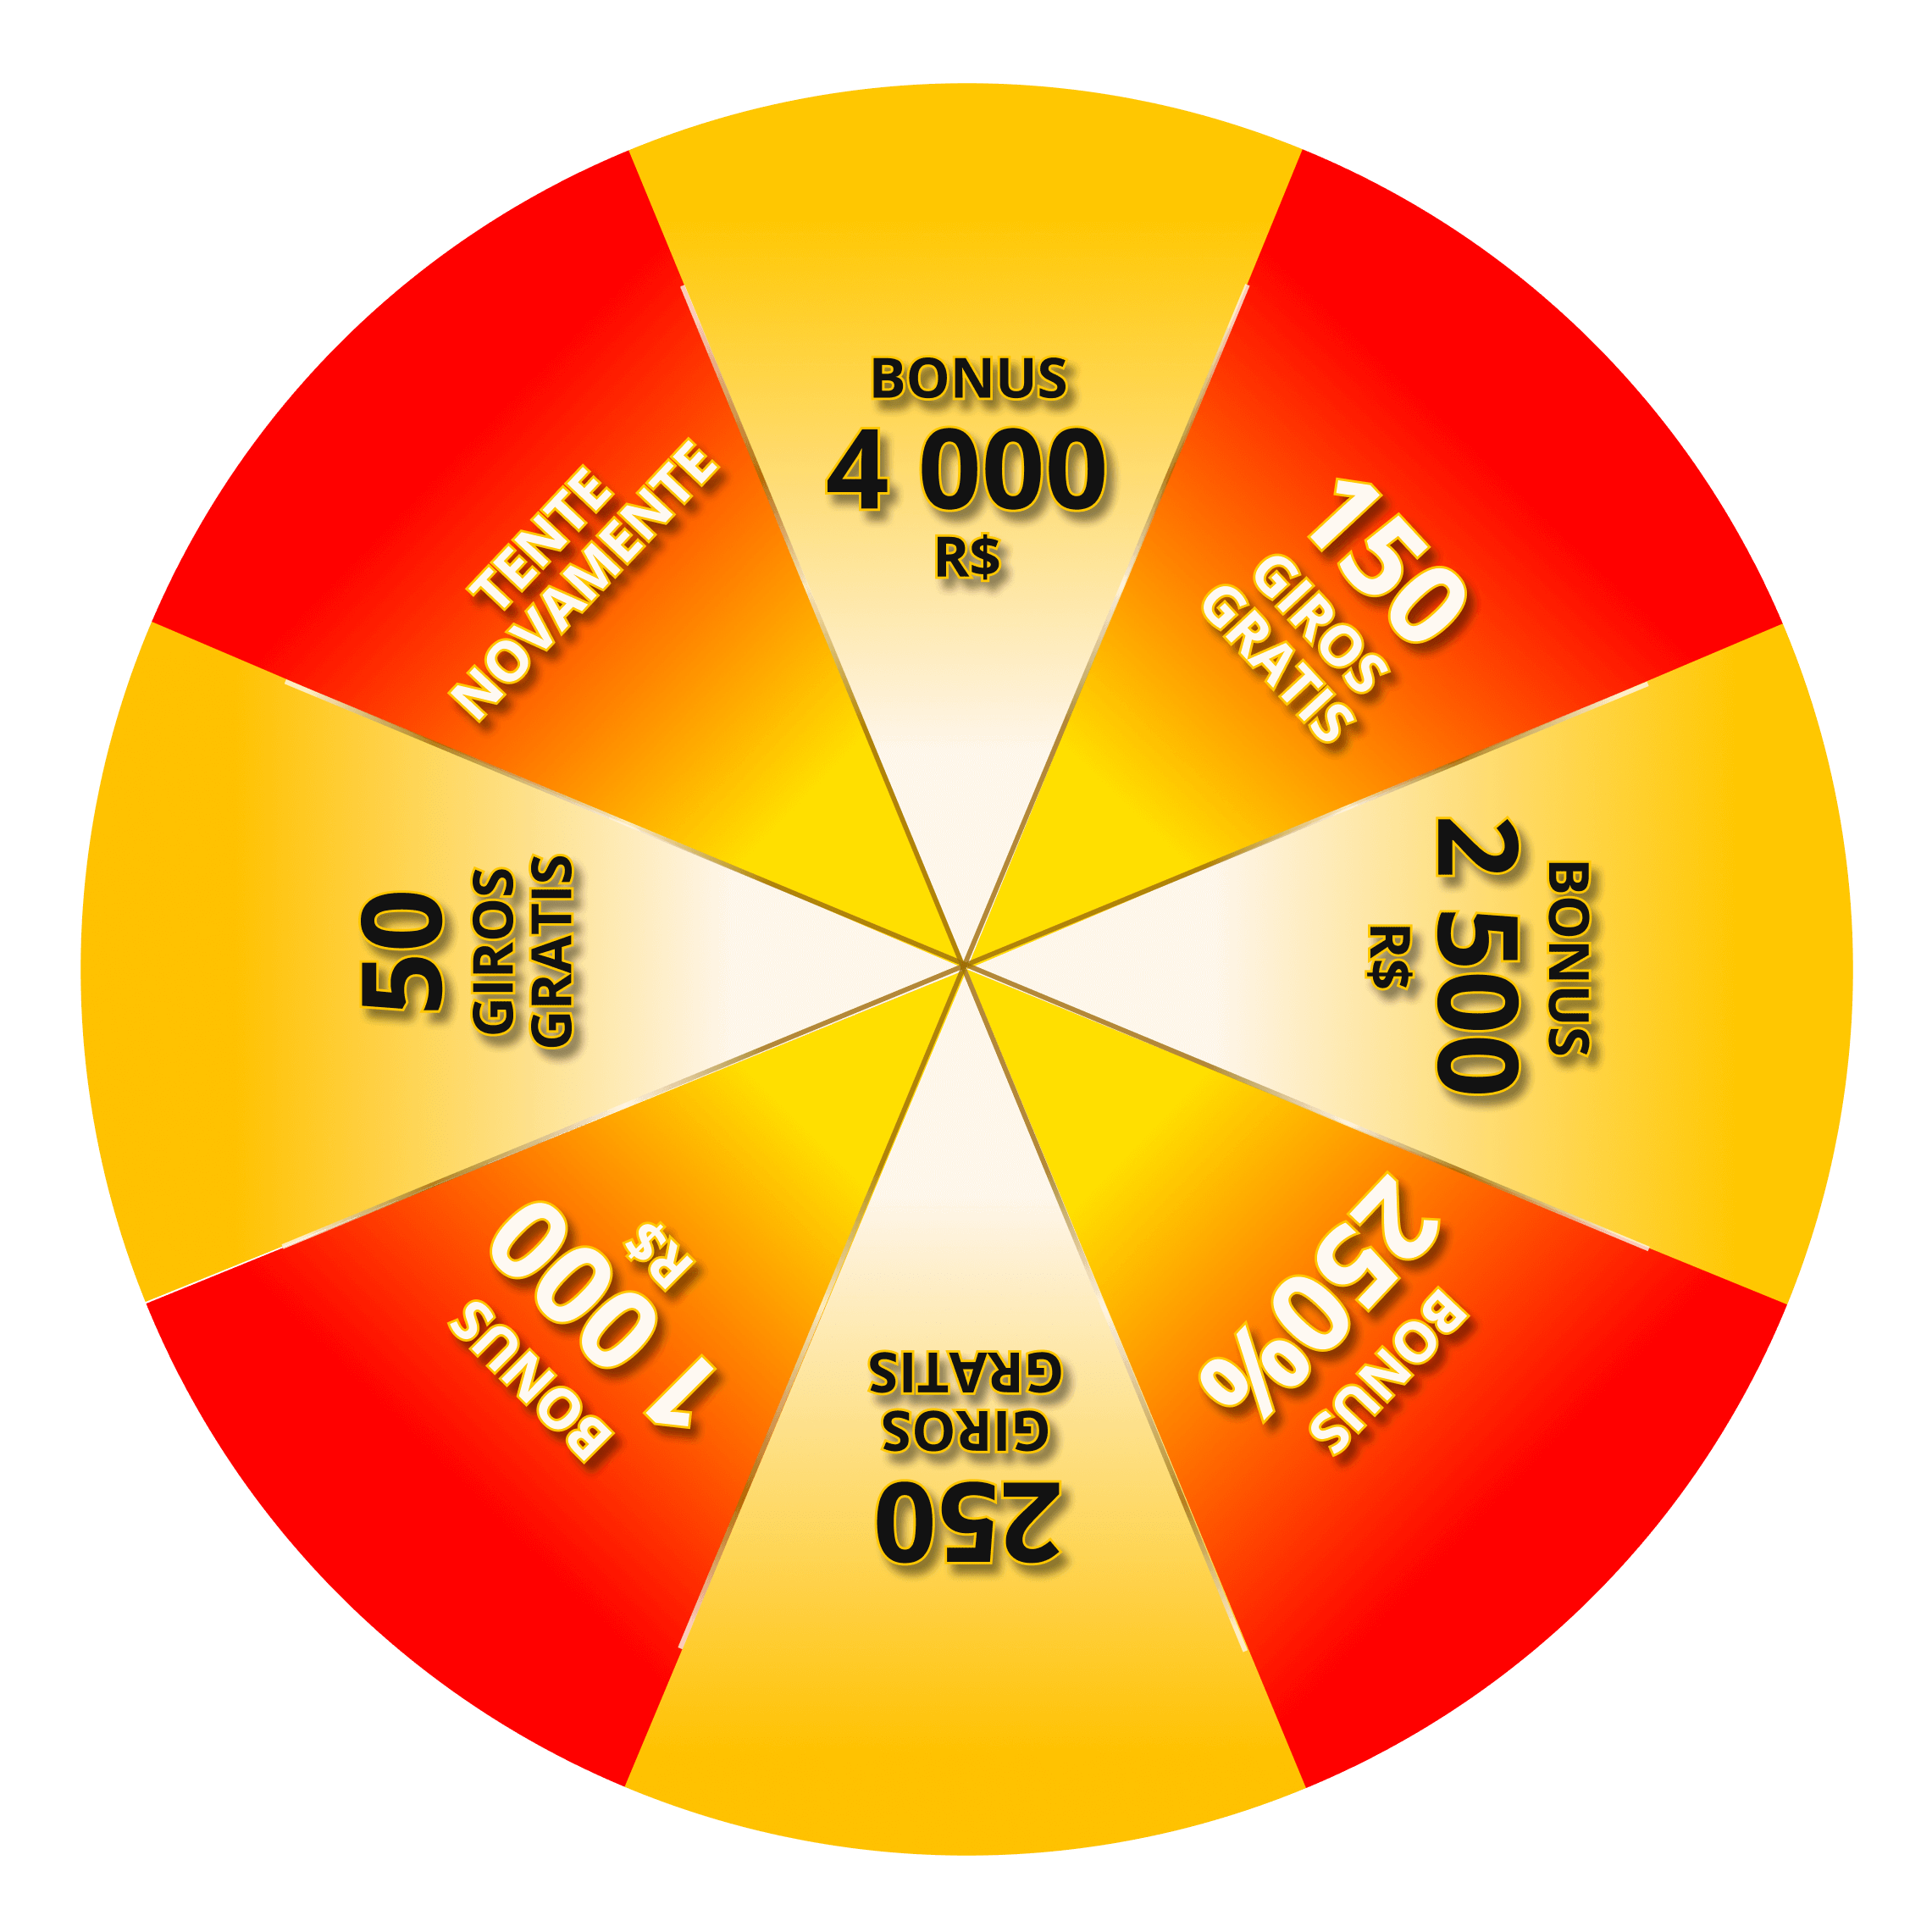 BONUS
4 000
R$
150
GIROS
GRATIS
BONUS
2 500
R$
BONUS
250%
250
GIROS
GRATIS
BONUS
1 000
R$
50
GIROS
GRATIS
TENTE
NOVAMENTE